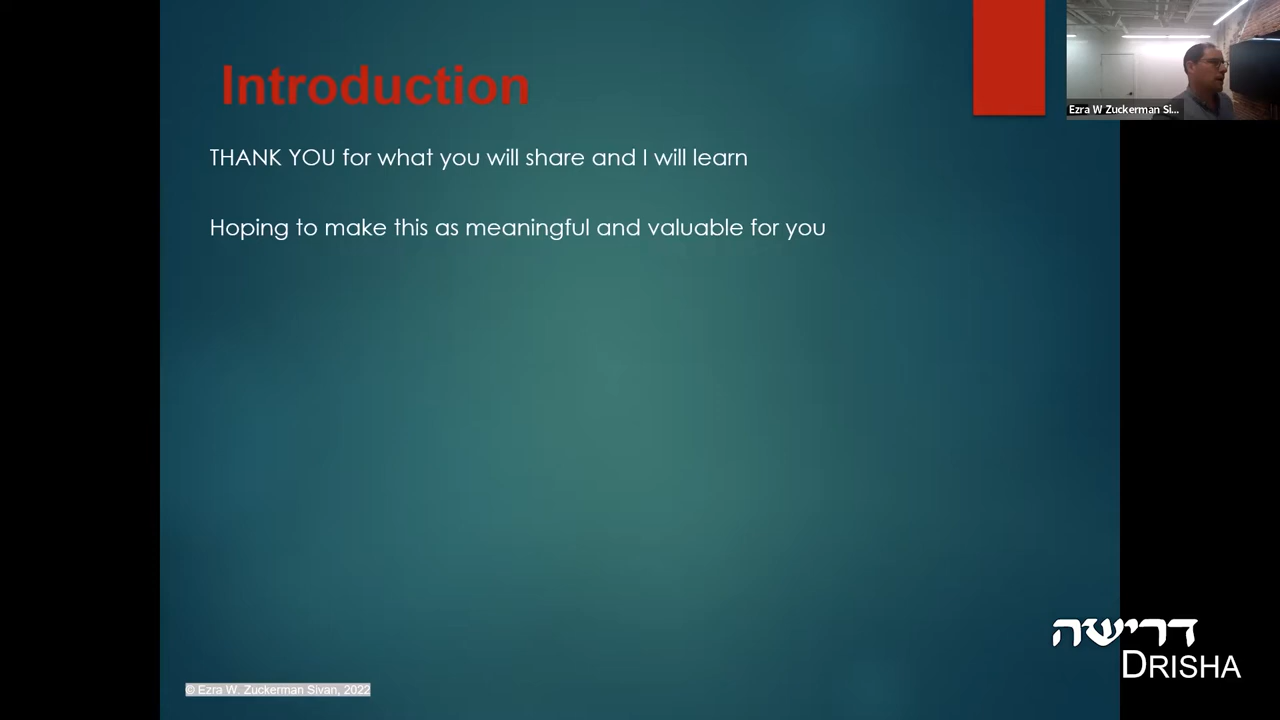 Introduction
Ezra W Zuckerman Si...
THANK YOU for what you will share and I will learn
Hoping to make this as meaningful and valuable for you
דרישה
DRISHA
© Ezra W. Zuckerman Sivan, 2022